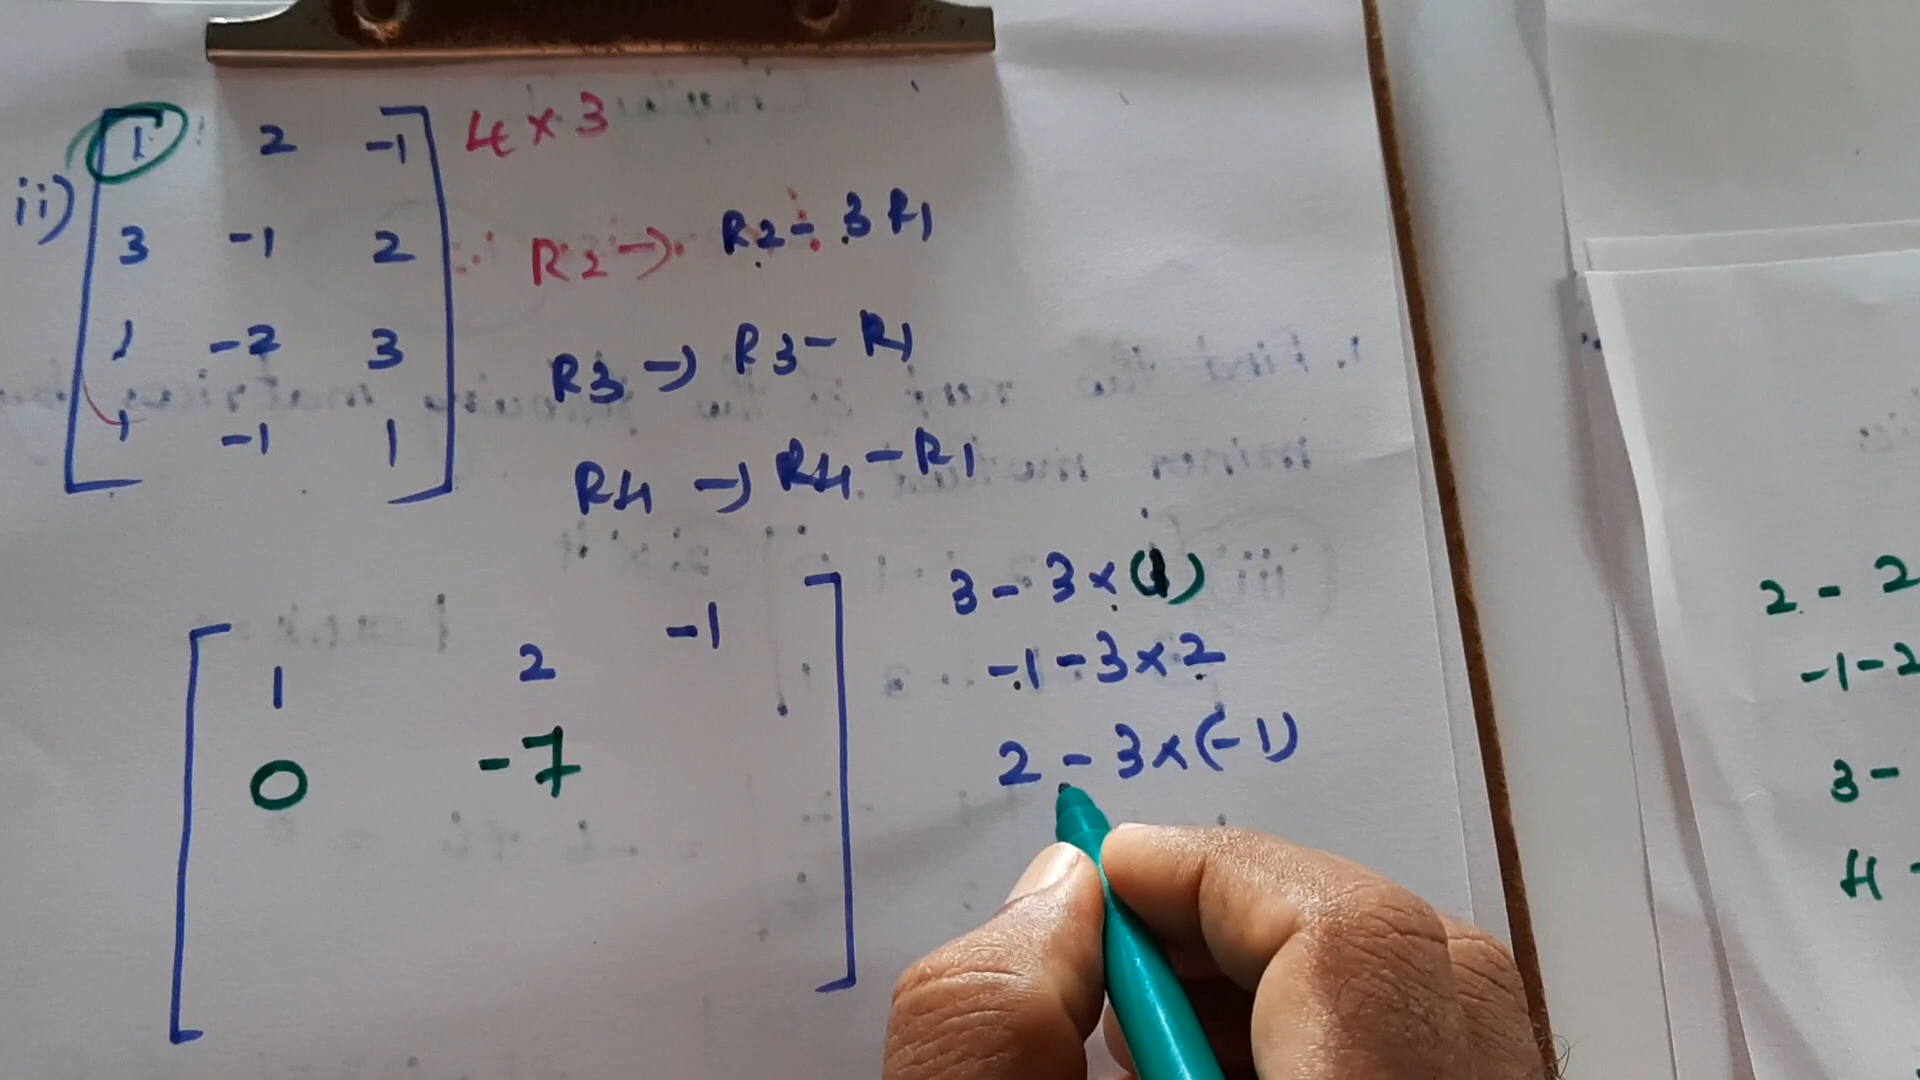 ii)
1 2 -1
3 -1 2
1 -2 3
1 -1 1
4 × 3
R2 → R2 - 3R1
R3 → R3 - R1
R4 → R4 - R1
1 2 -1
0 -7
3 - 3 × (1)
-1 - 3 × 2
2 - 3 × (-1)
2 - 2
-1 - 2
3 -
4 -